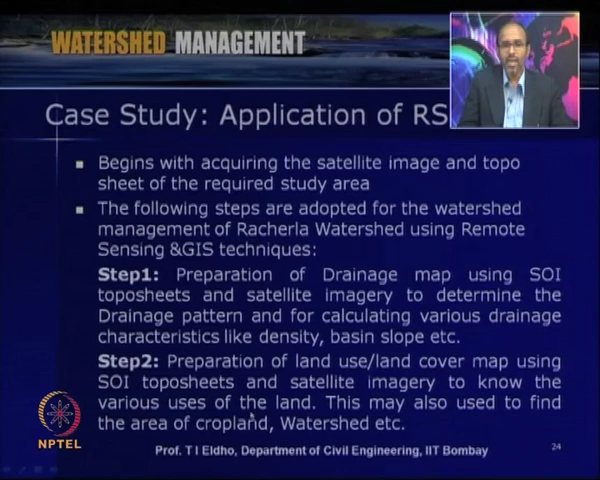 WATERSHED MANAGEMENT
Case Study: Application of RS
Begins with acquiring the satellite image and topo
sheet of the required study area
The following steps are adopted for the watershed
management of Racherla Watershed using Remote
Sensing &GIS techniques:
Step1: Preparation of Drainage map using SOI
toposheets and satellite imagery to determine the
Drainage pattern and for calculating various drainage
characteristics like density, basin slope etc.
Step2: Preparation of land use/land cover map using
SOI toposheets and satellite imagery to know the
various uses of the land. This may also used to find
the area of cropland, Watershed etc.
NPTEL
Prof. T I Eldho, Department of Civil Engineering, IIT Bombay
24